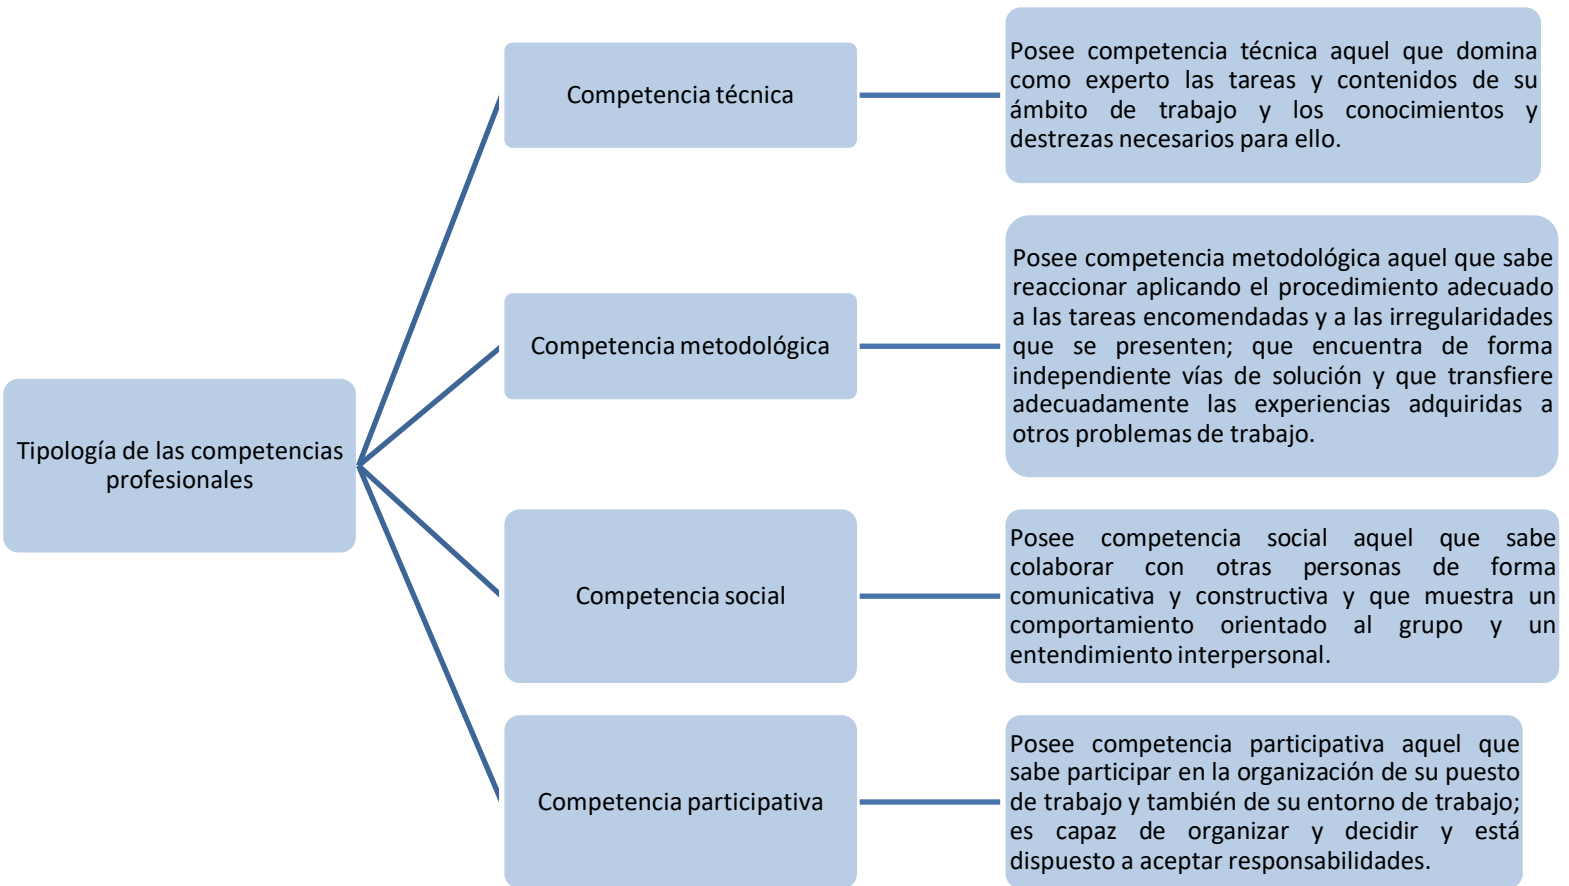 Tipología de las competencias
profesionales
Competencia técnica
Posee competencia técnica aquel que domina
como experto las tareas y contenidos de su
ámbito de trabajo y los conocimientos y
destrezas necesarios para ello.
Competencia metodológica
Posee competencia metodológica aquel que sabe
reaccionar aplicando el procedimiento adecuado
a las tareas encomendadas y a las irregularidades
que se presenten; que encuentra de forma
independiente vías de solución y que transfiere
adecuadamente las experiencias adquiridas a
otros problemas de trabajo.
Competencia social
Posee competencia social aquel que sabe
colaborar con otras personas de forma
comunicativa y constructiva y que muestra un
comportamiento orientado al grupo y un
entendimiento interpersonal.
Competencia participativa
Posee competencia participativa aquel que
sabe participar en la organización de su puesto
de trabajo y también de su entorno de trabajo;
es capaz de organizar y decidir y está
dispuesto a aceptar responsabilidades.